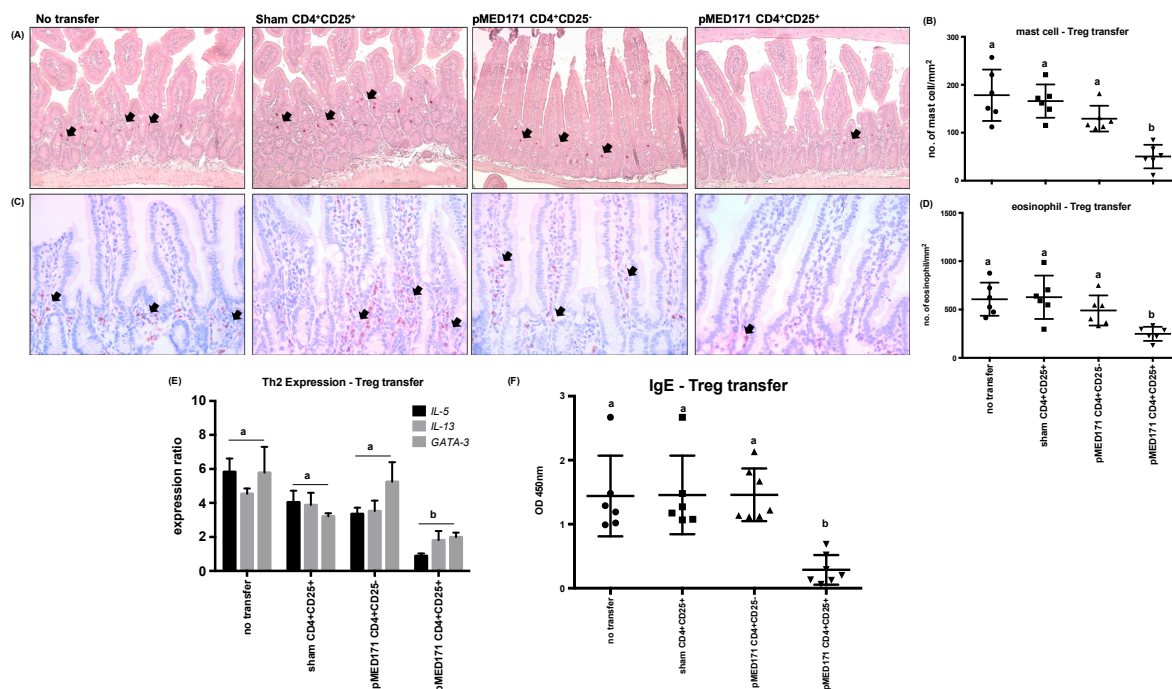 No transfer
Sham CD4⁺CD25⁺
pMED171 CD4⁺CD25⁻
pMED171 CD4⁺CD25⁺
(A)
(B)
mast cell - Treg transfer
no. of mast cell/mm²
300
200
100
0
a
a
a
b
(C)
(D)
eosinophil - Treg transfer
no. of eosinophil/mm²
1500
1000
500
0
a
a
a
b
no transfer
sham CD4+CD25+
pMED171 CD4+CD25-
pMED171 CD4+CD25+
(E)
Th2 Expression - Treg transfer
expression ratio
10
8
6
4
2
0
IL-5
IL-13
GATA-3
a
a
a
b
no transfer
sham CD4+CD25+
pMED171 CD4+CD25-
pMED171 CD4+CD25+
(F)
IgE - Treg transfer
OD 450nm
3
2
1
0
a
a
a
b
no transfer
sham CD4+CD25+
pMED171 CD4+CD25-
pMED171 CD4+CD25+